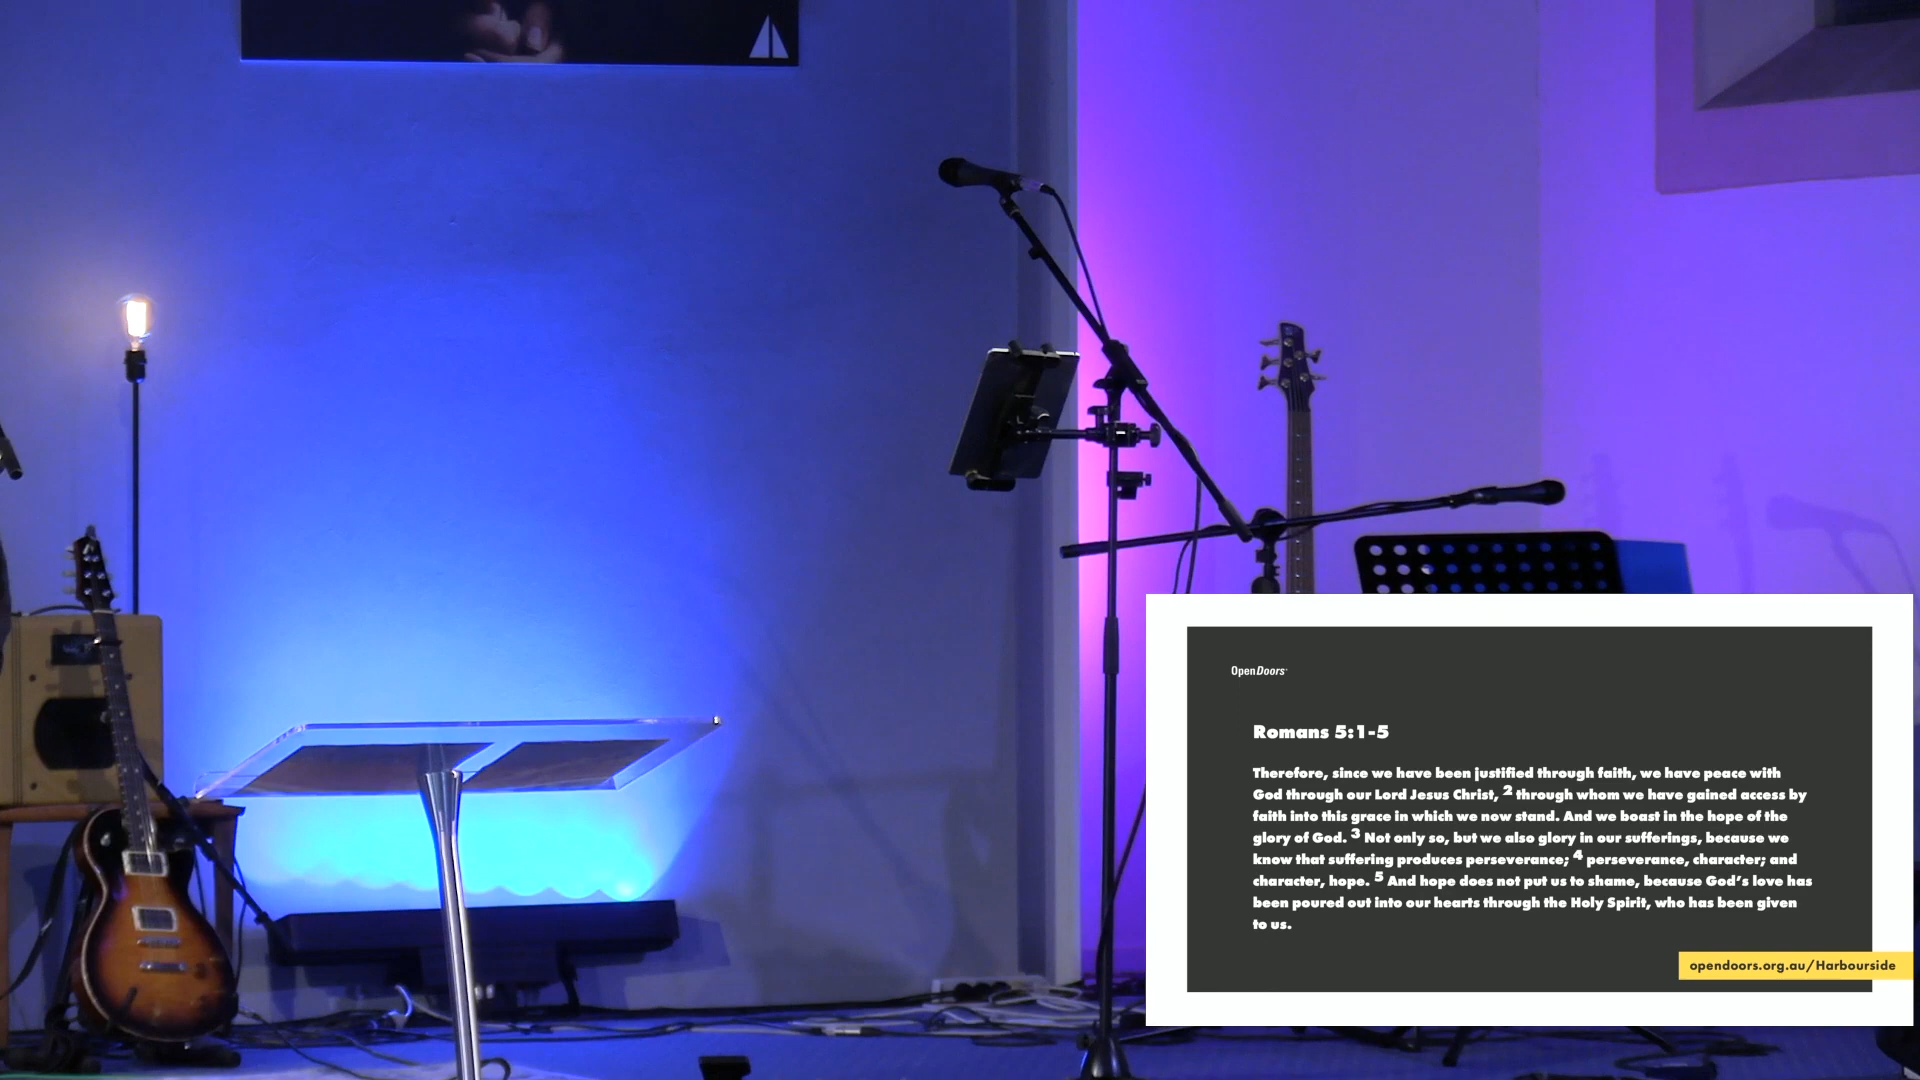 OpenDoors
Romans 5:1-5
Therefore, since we have been justified through faith, we have peace with
God through our Lord Jesus Christ, 2 through whom we have gained access by
faith into this grace in which we now stand. And we boast in the hope of the
glory of God. 3 Not only so, but we also glory in our sufferings, because we
know that suffering produces perseverance; 4 perseverance, character; and
character, hope. 5 And hope does not put us to shame, because God's love has
been poured out into our hearts through the Holy Spirit, who has been given
to us.
opendoors.org.au/Harbourside